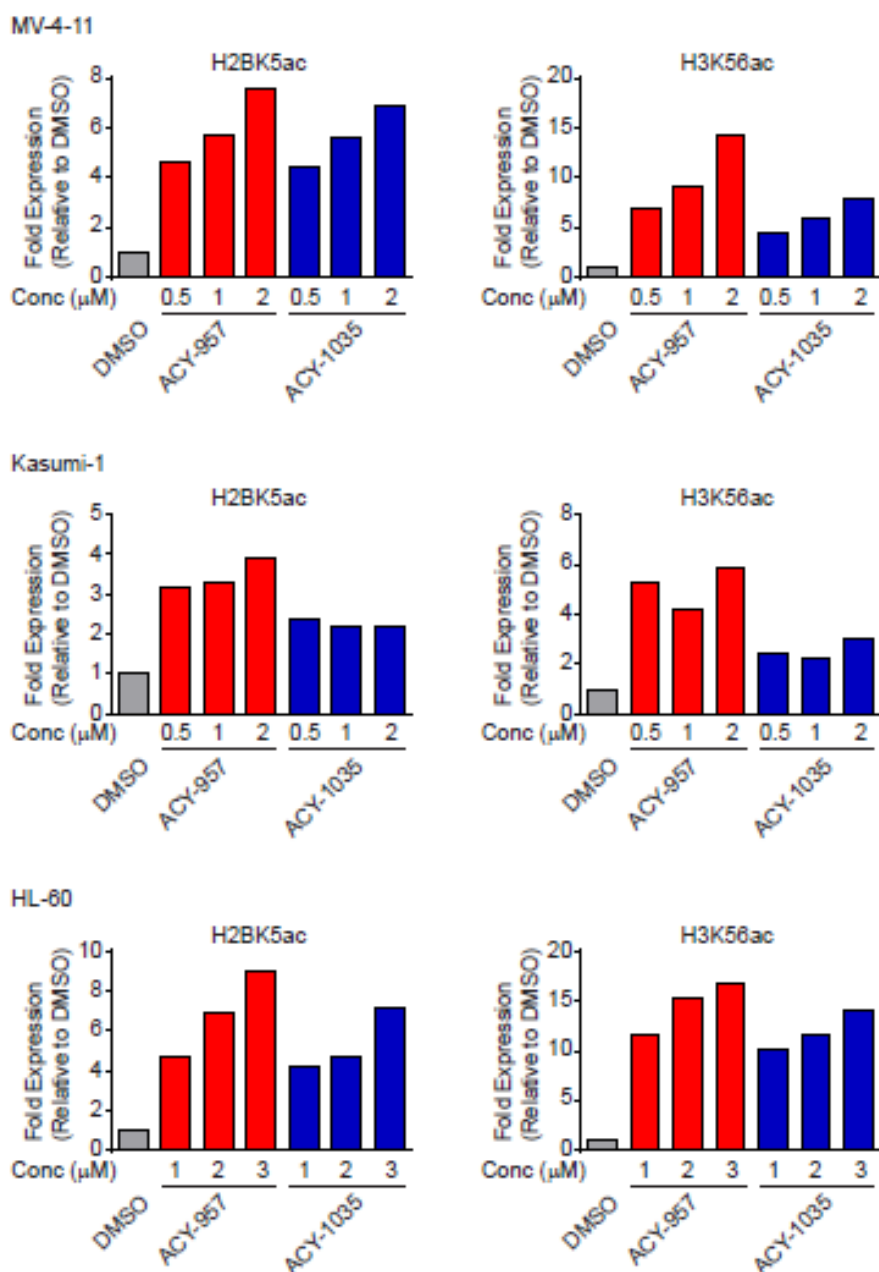 MV-4-11
H2BK5ac
Fold Expression
(Relative to DMSO)
8
6
4
2
0
Conc (μM) 0.5 1 2 0.5 1 2
DMSO
ACY-957
ACY-1035
H3K56ac
Fold Expression
(Relative to DMSO)
20
15
10
5
0
0.5 1 2 0.5 1 2
DMSO
ACY-957
ACY-1035
Kasumi-1
H2BK5ac
Fold Expression
(Relative to DMSO)
5
4
3
2
1
0
Conc (μM) 0.5 1 2 0.5 1 2
DMSO
ACY-957
ACY-1035
H3K56ac
Fold Expression
(Relative to DMSO)
8
6
4
2
0
Conc (μM) 0.5 1 2 0.5 1 2
DMSO
ACY-957
ACY-1035
HL-60
H2BK5ac
Fold Expression
(Relative to DMSO)
10
8
6
4
2
0
Conc (μM) 1 2 3 1 2 3
DMSO
ACY-957
ACY-1035
H3K56ac
Fold Expression
(Relative to DMSO)
20
15
10
5
0
Conc (μM) 1 2 3 1 2 3
DMSO
ACY-957
ACY-1035